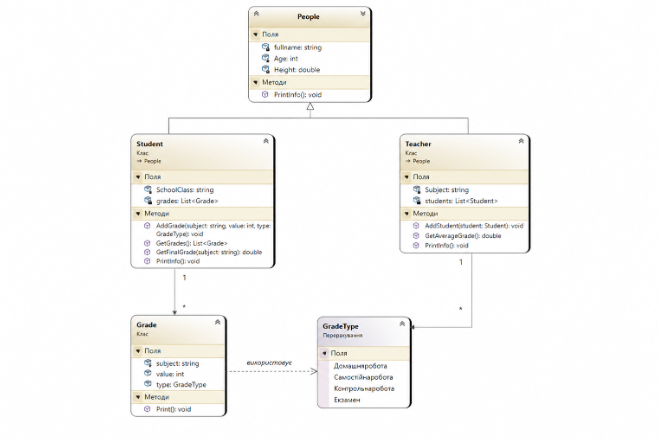 People
Поля
fullname: string
Age: int
Height: double
Методи
PrintInfo(): void
Student
Клас
→ People
Поля
SchoolClass: string
grades: List<Grade>
Методи
AddGrade(subject: string, value: int, type:
GradeType): void
GetGrades(): List<Grade>
GetFinalGrade(subject: string): double
PrintInfo(): void
Teacher
Клас
→ People
Поля
Subject: string
students: List<Student>
Методи
AddStudent(student: Student): void
GetAverageGrade(): double
PrintInfo(): void
1
*
1
*
Grade
Клас
Поля
subject: string
value: int
type: GradeType
Методи
Print(): void
використовує
GradeType
Перерахування
Поля
Домашняробота
Самостійнаробота
Контрольнаробота
Екзамен